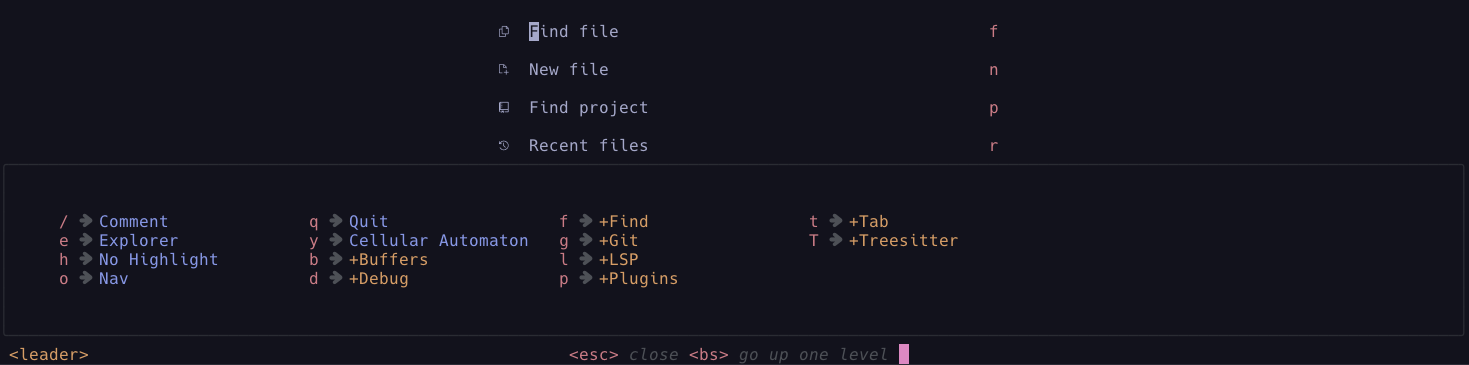 Find file f
New file n
Find project p
Recent files r
/ ➜ Comment q ➜ Quit f ➜ +Find t ➜ +Tab
e ➜ Explorer y ➜ Cellular Automaton g ➜ +Git T ➜ +Treesitter
h ➜ No Highlight b ➜ +Buffers l ➜ +LSP
o ➜ Nav d ➜ +Debug p ➜ +Plugins
<leader> <esc> close <bs> go up one level